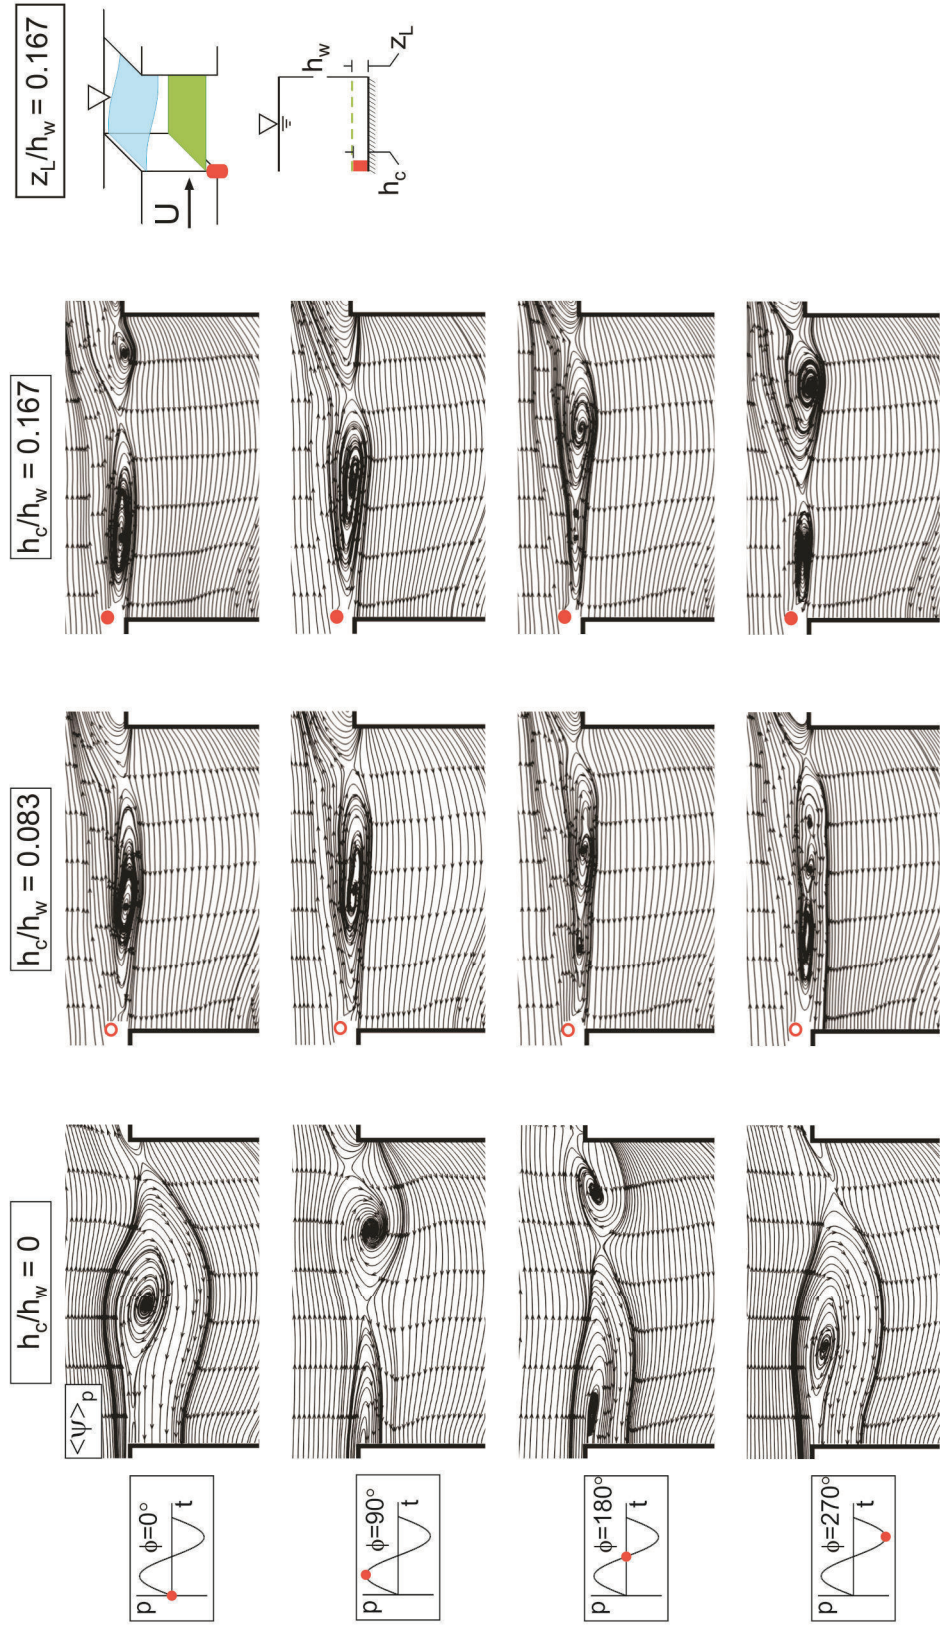 h_c/h_w = 0
h_c/h_w = 0.083
h_c/h_w = 0.167
z_L/h_w = 0.167
<ψ>_p
p
ϕ=0°
t
p
ϕ=90°
t
p
ϕ=180°
t
p
ϕ=270°
t
U
h_c
h_w
z_L